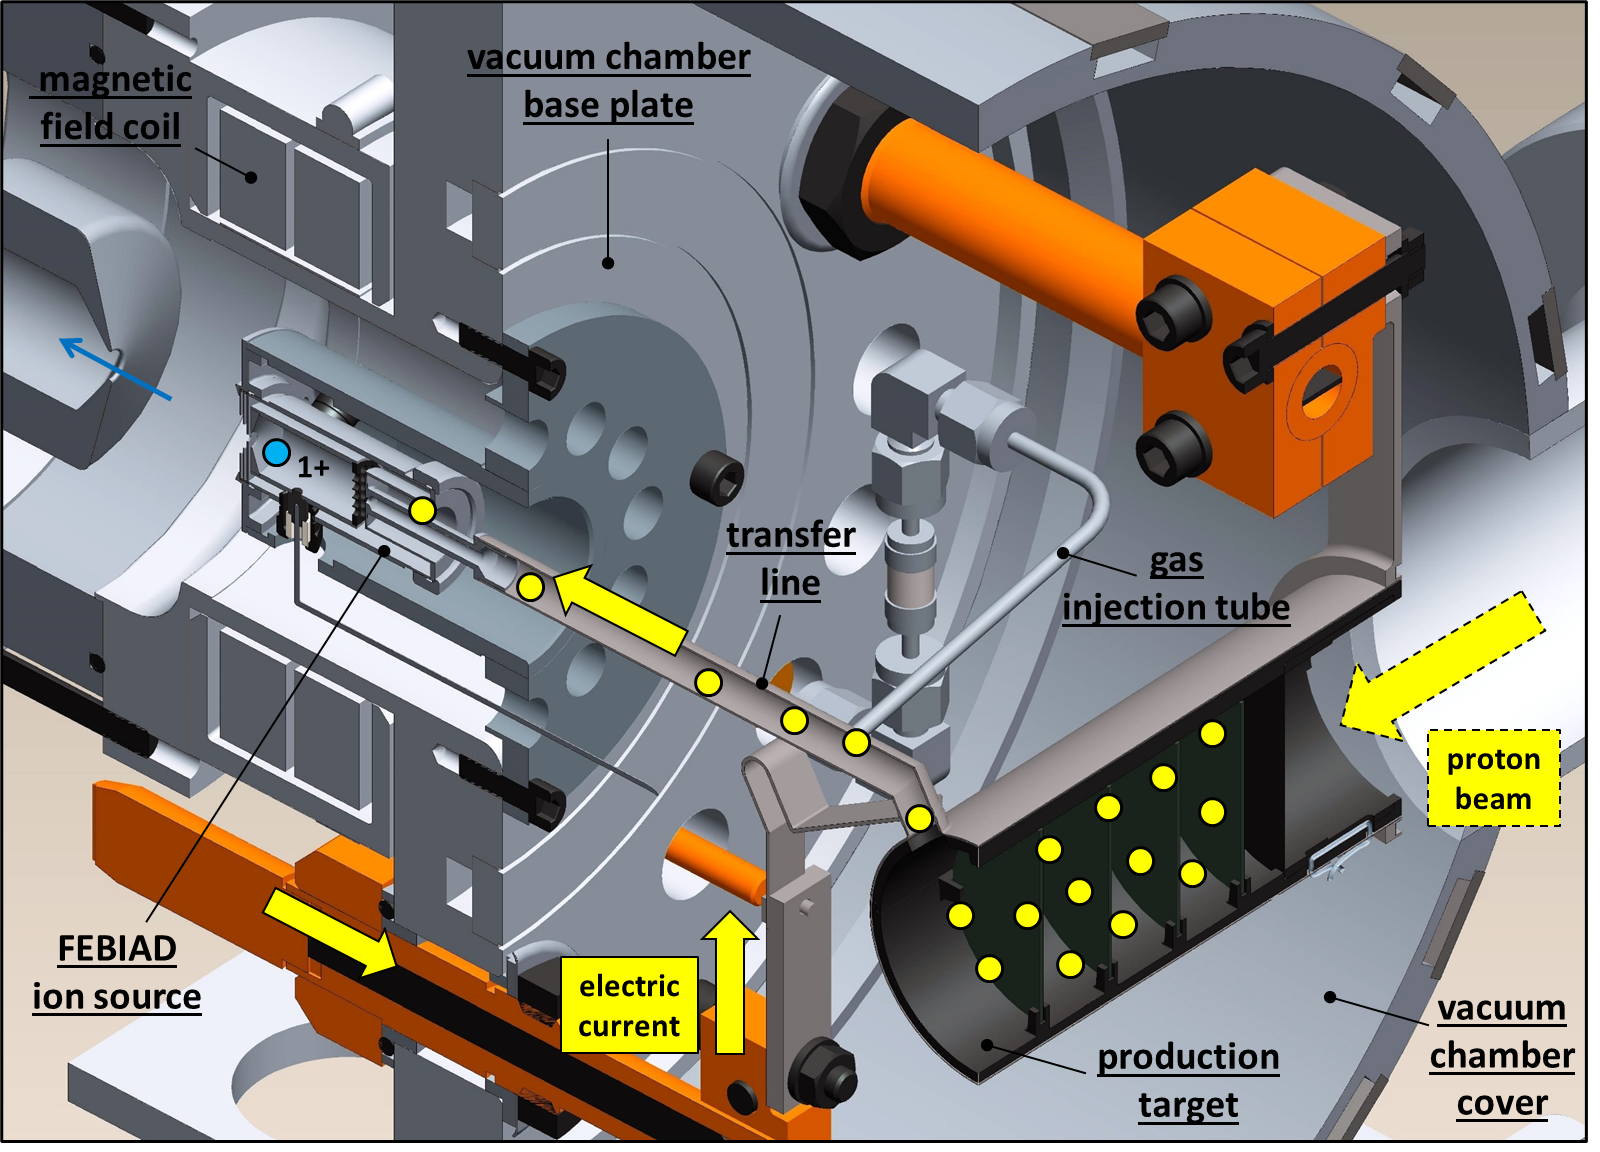 magnetic
field coil
vacuum chamber
base plate
1+
transfer
line
gas
injection tube
proton
beam
FEBIAD
ion source
electric
current
production
target
vacuum
chamber
cover